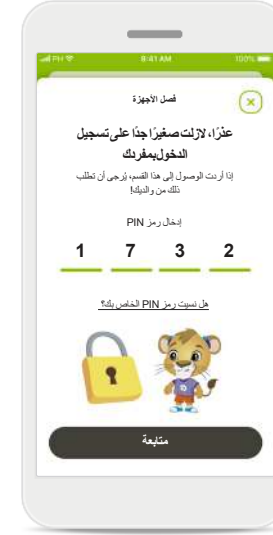 PH 9:41 AM 100%
فصل الأجهزة
عذرًا، لازلت صغيرًا جدًا على تسجيل
الدخول بمفردك
إذا أردت الوصول إلى هذا القسم، يُرجى أن تطلب
ذلك من والديك!
إدخال رمز PIN
1 7 3 2
هل نسيت رمز PIN الخاص بك؟
متابعة